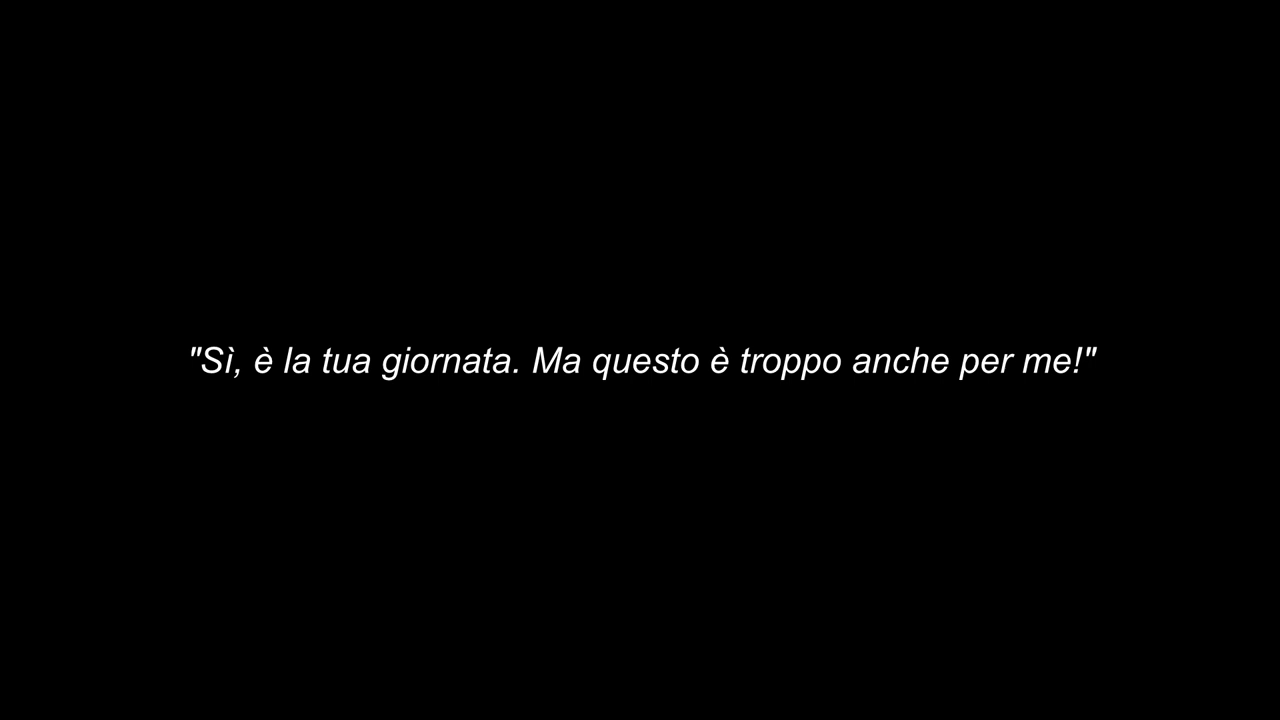 "Sì, è la tua giornata. Ma questo è troppo anche per me!"